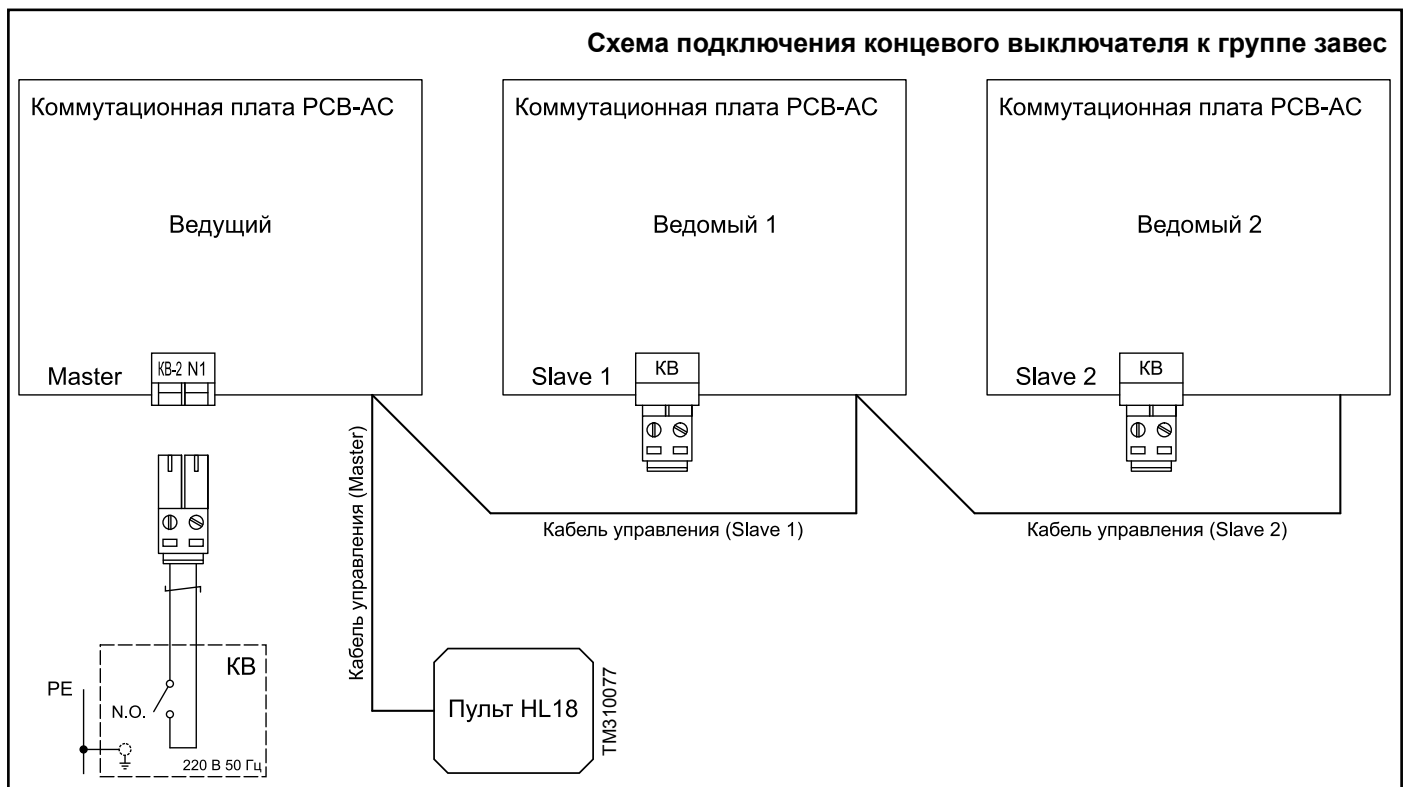 Схема подключения концевого выключателя к группе завес
Коммутационная плата PCB-AC
Ведущий
Master
КВ-2 N1
Коммутационная плата PCB-AC
Ведомый 1
Slave 1
КВ
Коммутационная плата PCB-AC
Ведомый 2
Slave 2
КВ
Кабель управления (Master)
Кабель управления (Slave 1)
Кабель управления (Slave 2)
КВ
PE
N.O.
220 В 50 Гц
Пульт HL18
TM310077